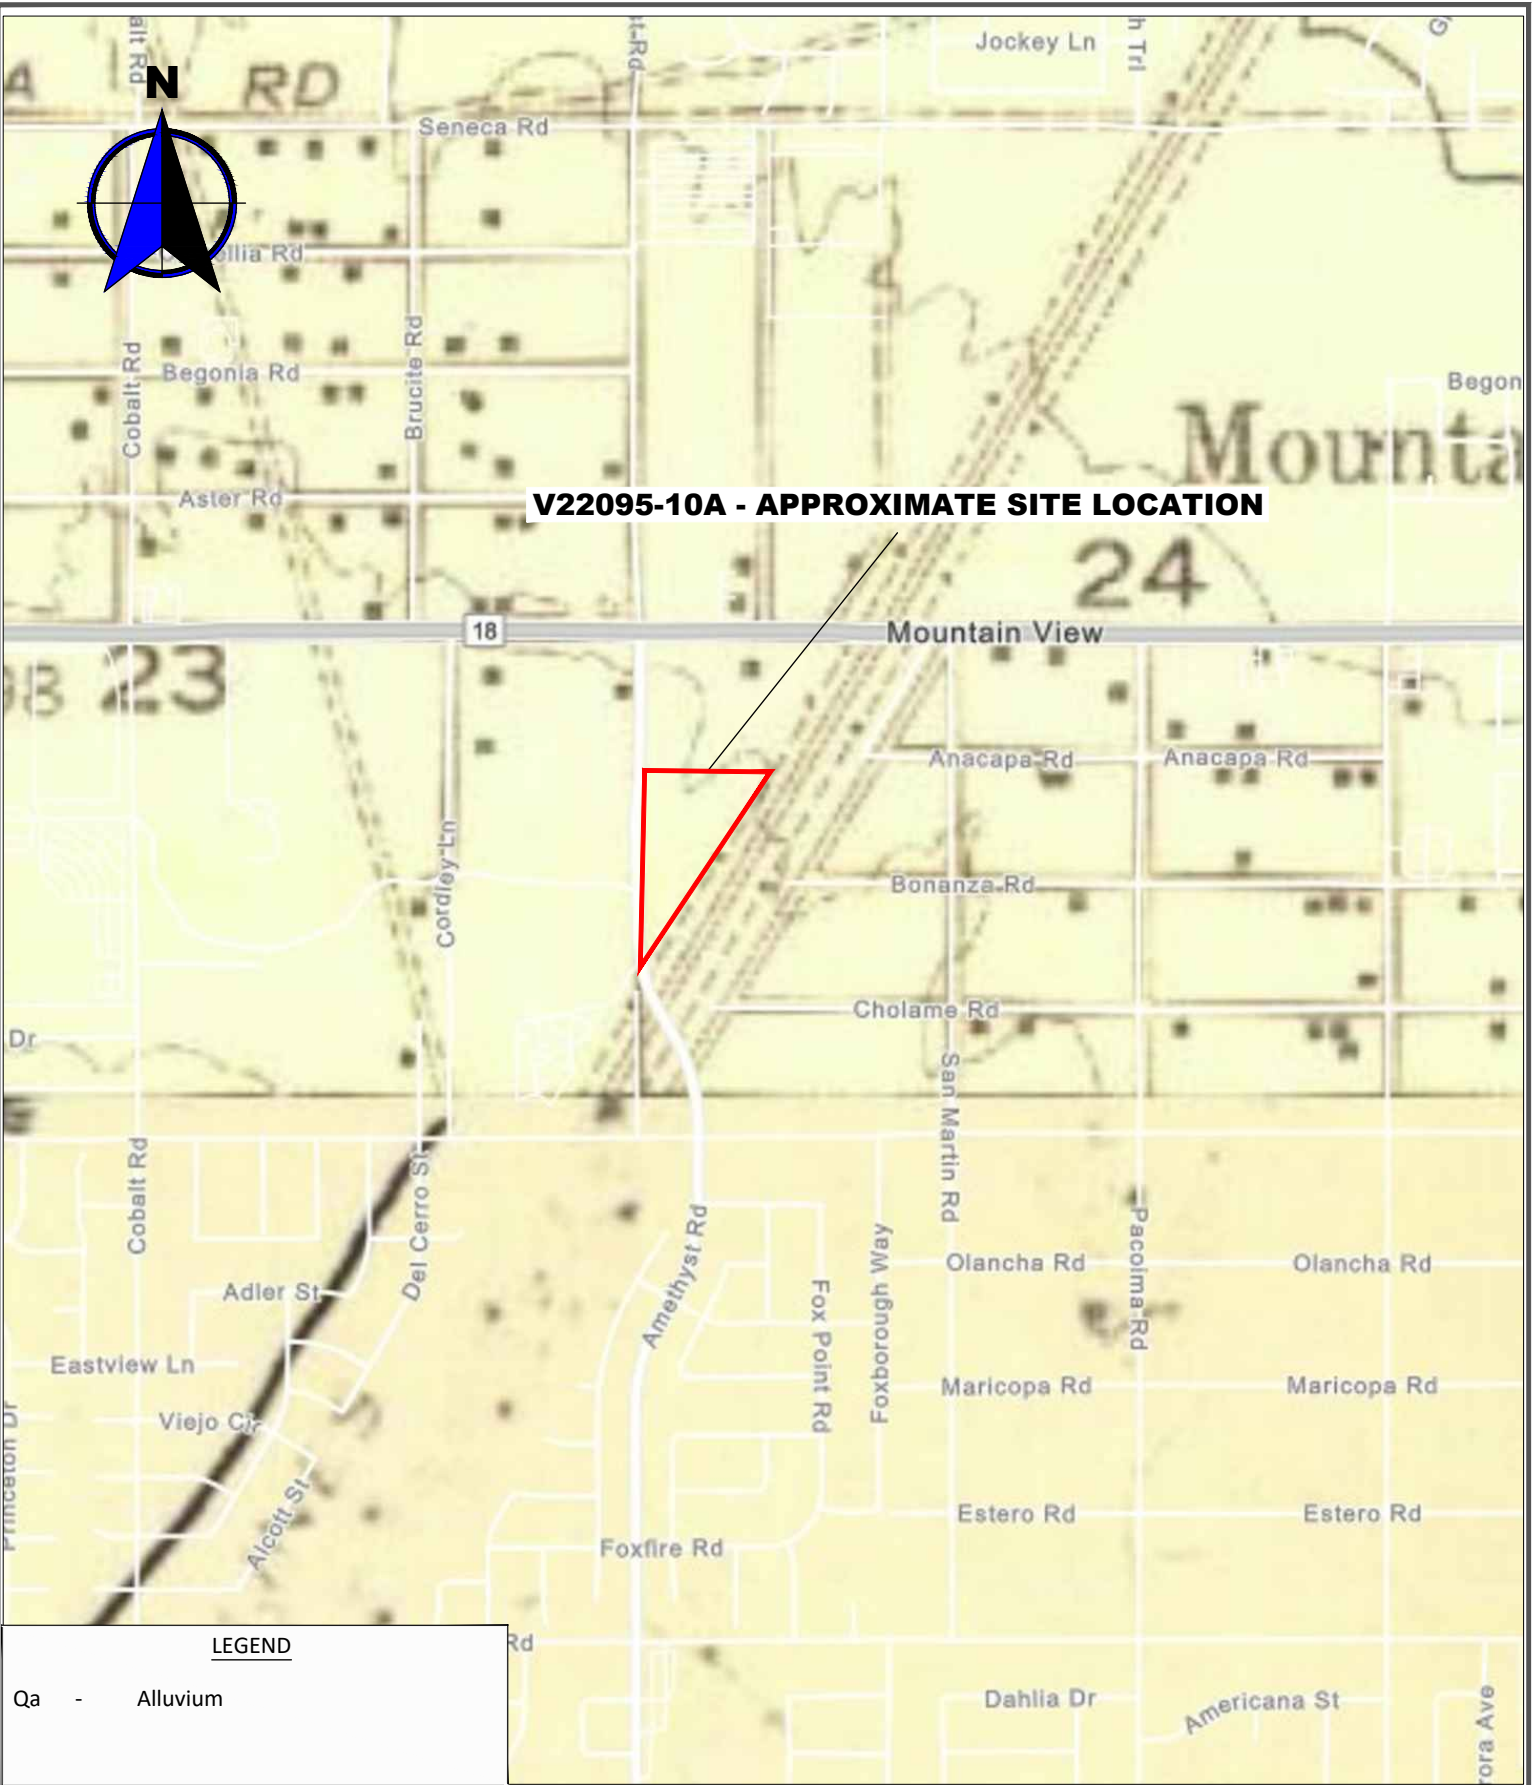 Jockey Ln
N
RD
Seneca Rd
Begonia Rd
Cobalt Rd
Brucite Rd
Begon
Mounta
Aster Rd
V22095-10A - APPROXIMATE SITE LOCATION
24
18
Mountain View
23
Anacapa Rd
Anacapa Rd
Cordley Ln
Bonanza Rd
Cholame Rd
Dr
San Martin Rd
Cobalt Rd
Del Cerro St
Amethyst Rd
Pacoima Rd
Foxborough Way
Olancha Rd
Olancha Rd
Adler St
Fox Point Rd
Eastview Ln
Maricopa Rd
Maricopa Rd
Princeton Dr
Viejo Cir
Alcott St
Estero Rd
Estero Rd
Foxfire Rd
LEGEND
Rd
Qa - Alluvium
Dahlia Dr
Americana St
rora Ave